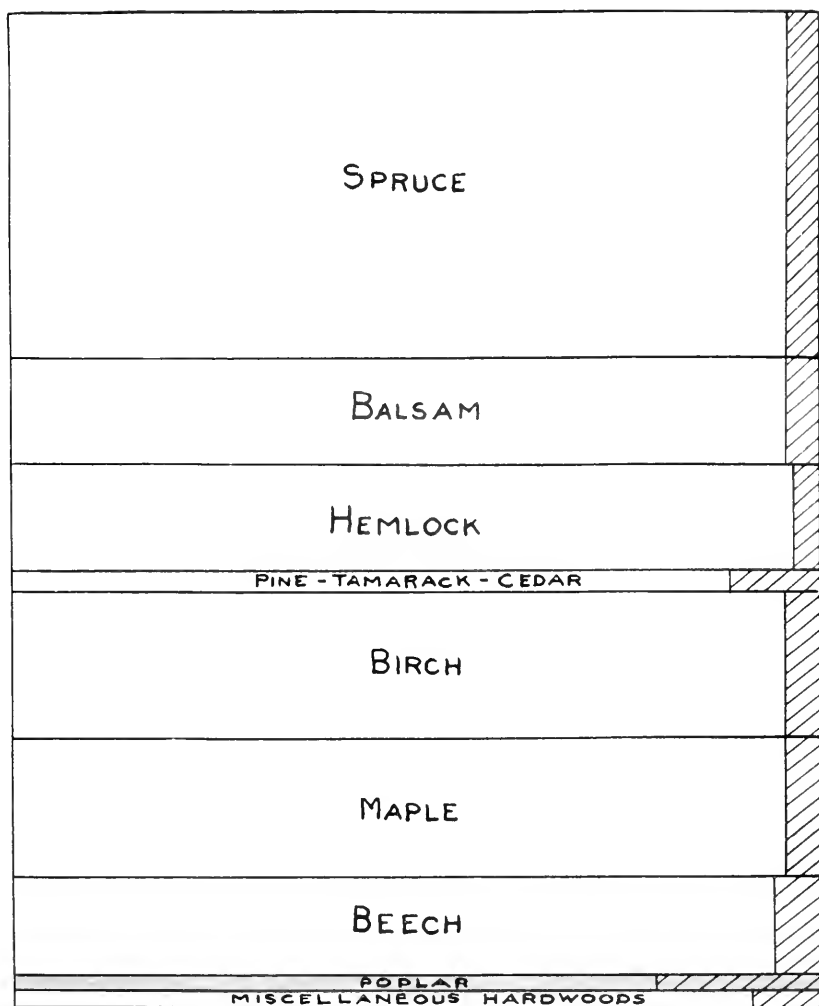 SPRUCE
BALSAM
HEMLOCK
PINE - TAMARACK - CEDAR
BIRCH
MAPLE
BEECH
POPLAR
MISCELLANEOUS HARDWOODS